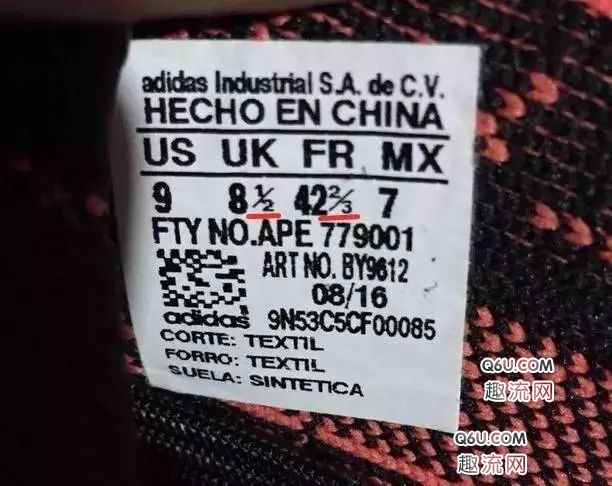 adidas Industrial S.A. de C.V.
HECHO EN CHINA
US UK FR MX
9 8½ 42⅔ 7
FTY NO.APE 779001
ART NO. BY9612
08/16
adidas 9N53C5CF00085
CORTE: TEXTIL
FORRO: TEXTIL
SUELA: SINTETICA
Q6U.COM
趣流网
Q6U.COM
趣流网